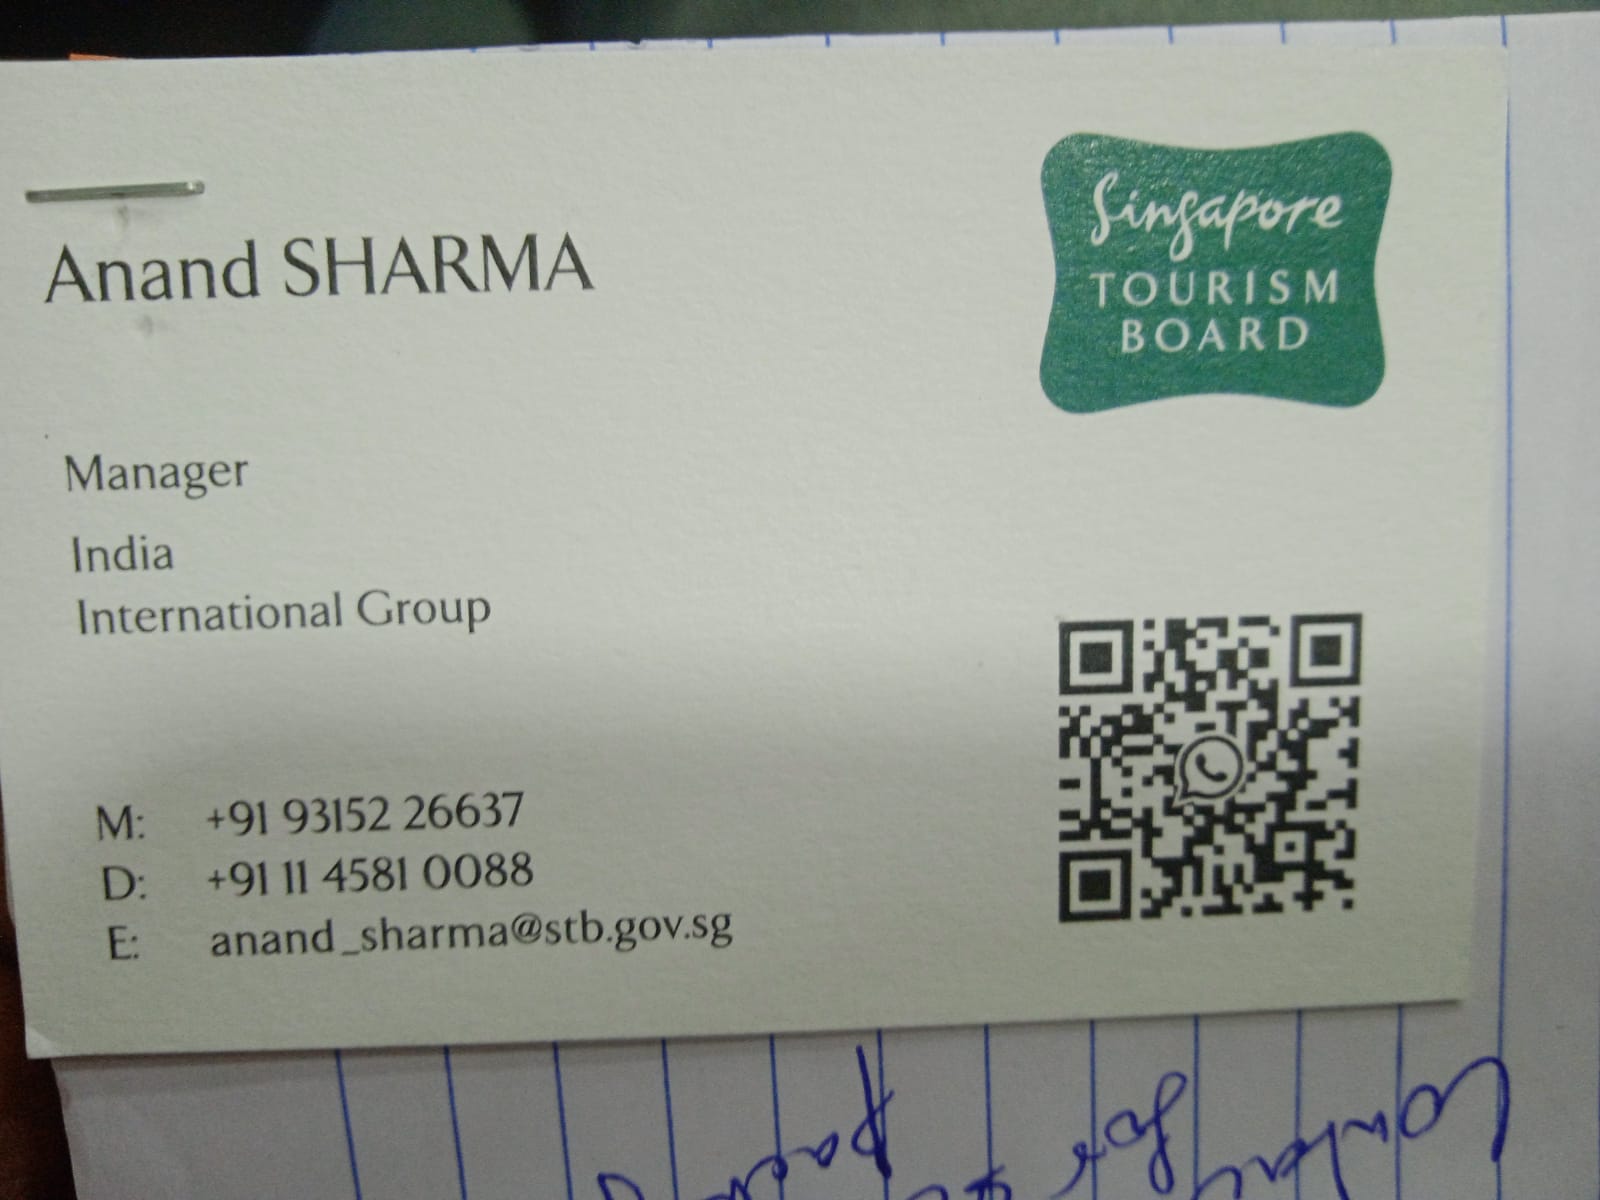 Anand SHARMA
Singapore
TOURISM
BOARD
Manager
India
International Group
M: +91 93152 26637
D: +91 11 4581 0088
E: anand_sharma@stb.gov.sg
for